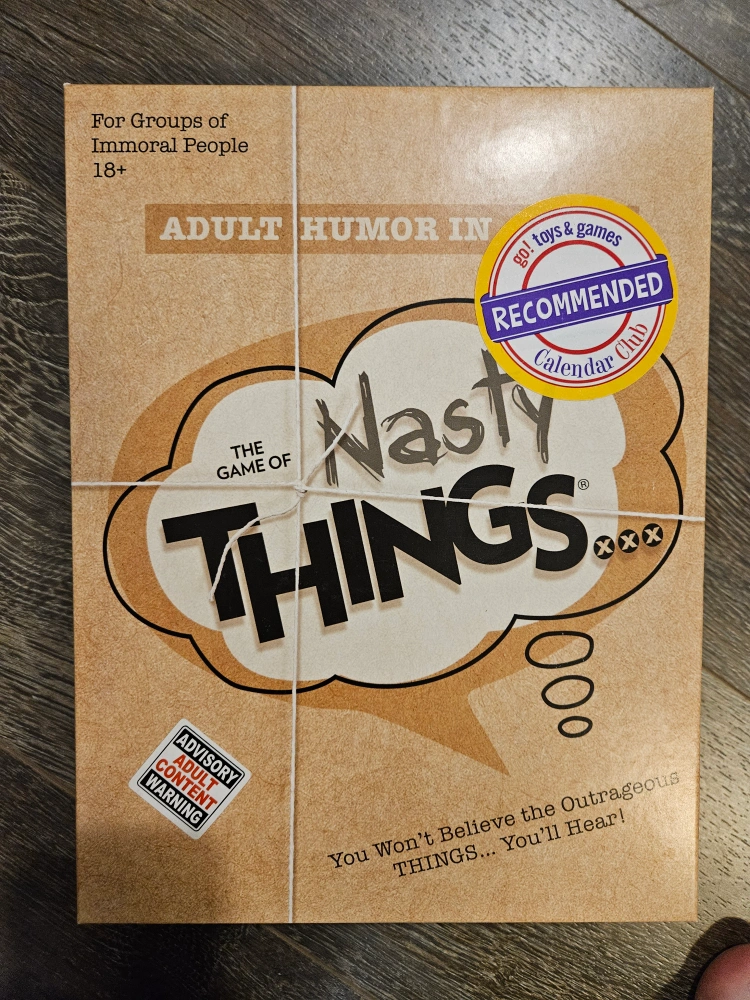 For Groups of
Immoral People
18+
ADULT HUMOR IN
go! toys & games
RECOMMENDED
Calendar Club
Nasty
THE
GAME OF
THINGS®...
xxx
ADVISORY
ADULT
CONTENT
WARNING
You Won't Believe the Outrageous
THINGS... You'll Hear!